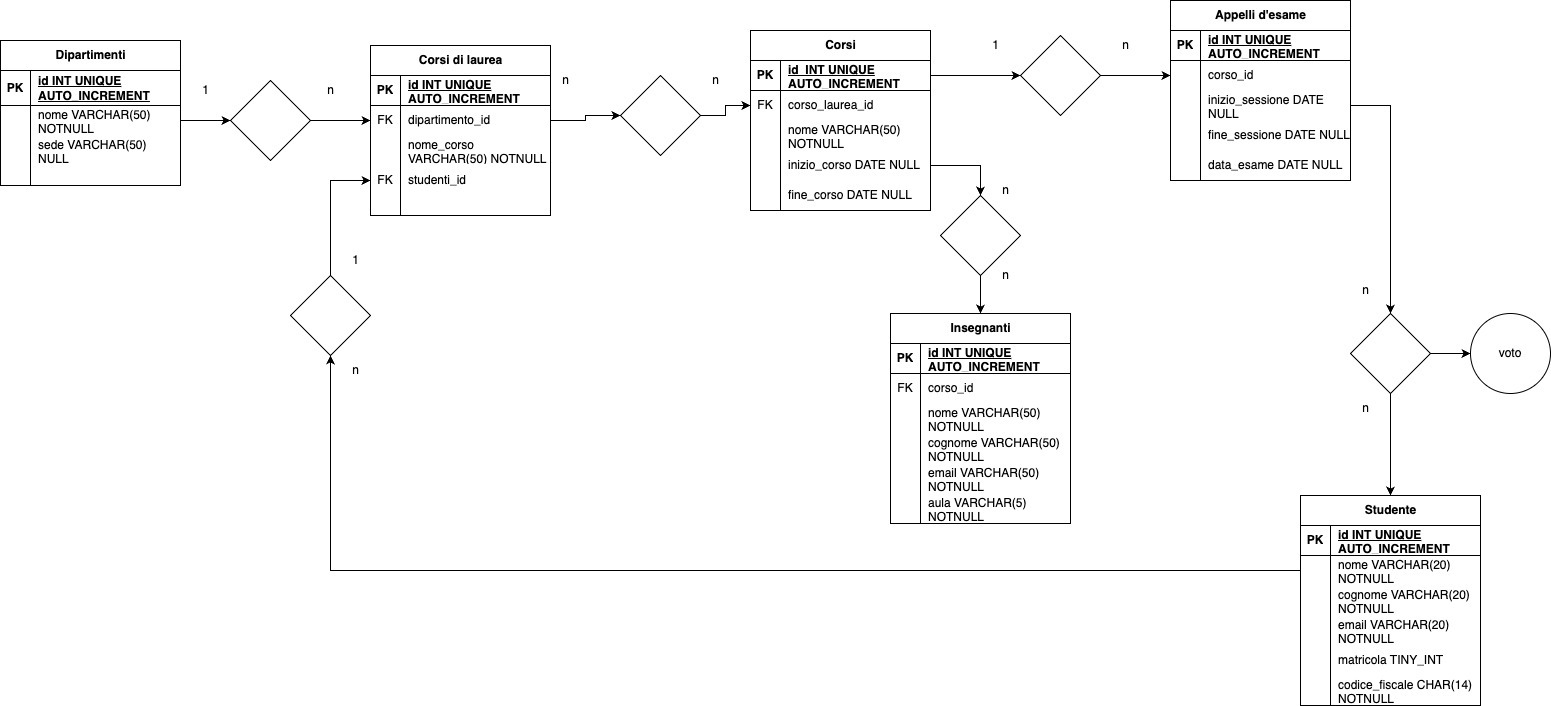 Dipartimenti
PK
id INT UNIQUE
AUTO_INCREMENT
nome VARCHAR(50)
NOTNULL
sede VARCHAR(50)
NULL
1
n
Corsi di laurea
PK
id INT UNIQUE
AUTO_INCREMENT
FK
dipartimento_id
nome_corso
VARCHAR(50) NOTNULL
FK
studenti_id
n
n
Corsi
PK
id INT UNIQUE
AUTO_INCREMENT
FK
corso_laurea_id
nome VARCHAR(50)
NOTNULL
inizio_corso DATE NULL
fine_corso DATE NULL
1
n
Appelli d'esame
PK
id INT UNIQUE
AUTO_INCREMENT
corso_id
inizio_sessione DATE
NULL
fine_sessione DATE NULL
data_esame DATE NULL
n
n
1
n
Insegnanti
PK
id INT UNIQUE
AUTO_INCREMENT
FK
corso_id
nome VARCHAR(50)
NOTNULL
cognome VARCHAR(50)
NOTNULL
email VARCHAR(50)
NOTNULL
aula VARCHAR(5)
NOTNULL
n
voto
n
Studente
PK
id INT UNIQUE
AUTO_INCREMENT
nome VARCHAR(20)
NOTNULL
cognome VARCHAR(20)
NOTNULL
email VARCHAR(20)
NOTNULL
matricola TINY_INT
codice_fiscale CHAR(14)
NOTNULL